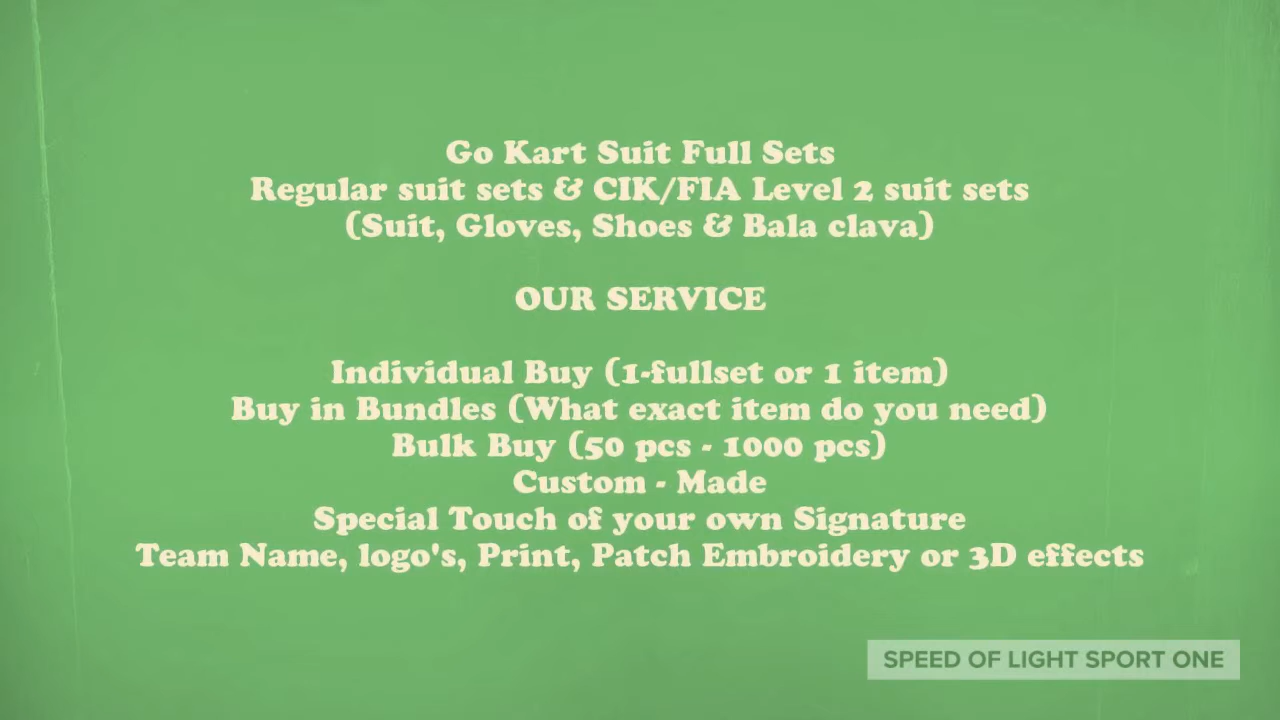 Go Kart Suit Full Sets
Regular suit sets & CIK/FIA Level 2 suit sets
(Suit, Gloves, Shoes & Bala clava)
OUR SERVICE
Individual Buy (1-fullset or 1 item)
Buy in Bundles (What exact item do you need)
Bulk Buy (50 pcs - 1000 pcs)
Custom - Made
Special Touch of your own Signature
Team Name, logo's, Print, Patch Embroidery or 3D effects
SPEED OF LIGHT SPORT ONE